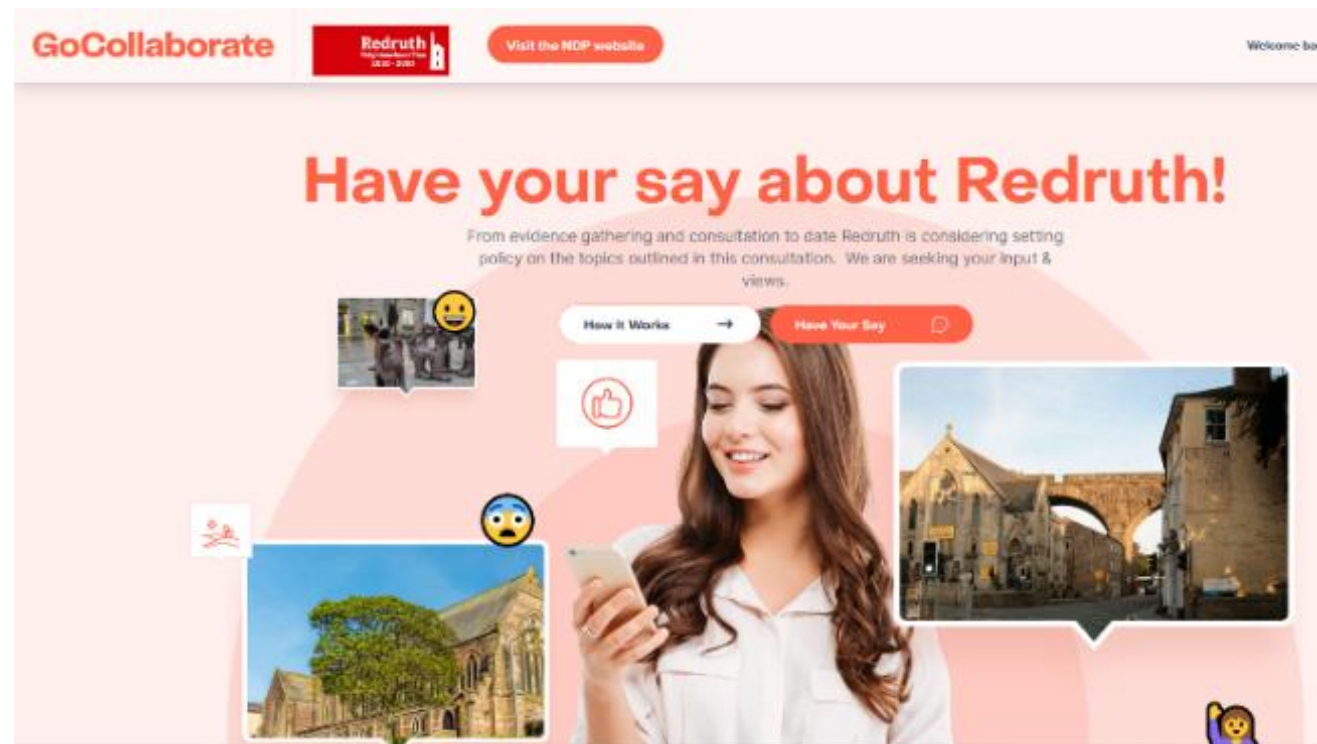 GoCollaborate
Redruth
2010 - 2030
Visit the NDP website
Welcome
Have your say about Redruth!
From evidence gathering and consultation to date Redruth is considering setting
policy on the topics outlined in this consultation. We are seeking your input &
views.
How It Works
Have Your Say